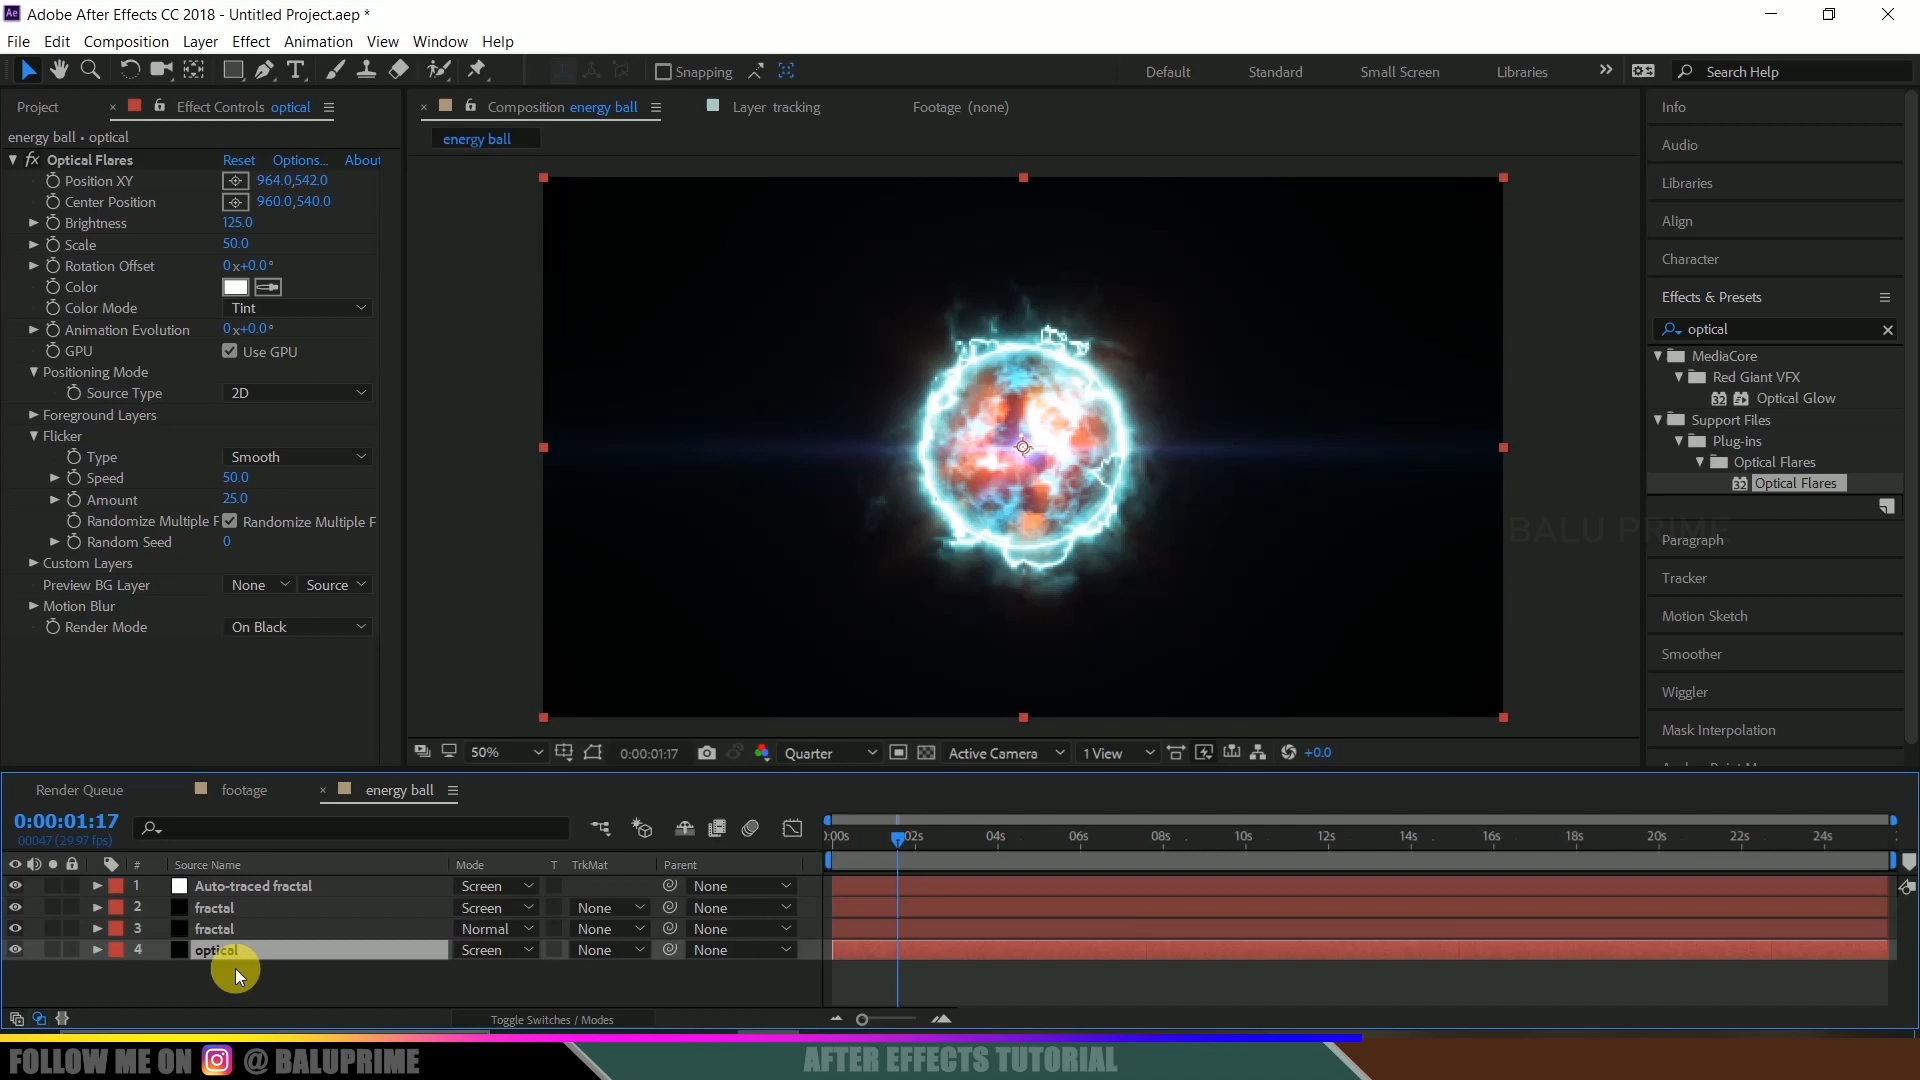 Adobe After Effects CC 2018 - Untitled Project.aep *
File Edit Composition Layer Effect Animation View Window Help
Snapping Default Standard Small Screen Libraries Search Help
Project Effect Controls optical
Composition energy ball Layer tracking Footage (none)
energy ball • optical
energy ball
Optical Flares Reset Options... About
Position XY 964.0,542.0
Center Position 960.0,540.0
Brightness 125.0
Scale 50.0
Rotation Offset 0x+0.0°
Color
Color Mode Tint
Animation Evolution 0x+0.0°
GPU Use GPU
Positioning Mode
Source Type 2D
Foreground Layers
Flicker
Type Smooth
Speed 50.0
Amount 25.0
Randomize Multiple F Randomize Multiple F
Random Seed 0
Custom Layers
Preview BG Layer None Source
Motion Blur
Render Mode On Black
Info
Audio
Libraries
Align
Character
Effects & Presets
optical
MediaCore
Red Giant VFX
32 Optical Glow
Support Files
Plug-ins
Optical Flares
32 Optical Flares
BALU PRIME
Paragraph
Tracker
Motion Sketch
Smoother
Wiggler
Mask Interpolation
50% 0:00:01:17 Quarter Active Camera 1 View +0.0
Render Queue footage energy ball
0:00:01:17
00047 (29.97 fps)
:00s 02s 04s 06s 08s 10s 12s 14s 16s 18s 20s 22s 24s
# Source Name Mode T TrkMat Parent
1 Auto-traced fractal Screen None
2 fractal Screen None None
3 fractal Normal None None
4 optical Screen None None
Toggle Switches / Modes
FOLLOW ME ON @ BALUPRIME AFTER EFFECTS TUTORIAL